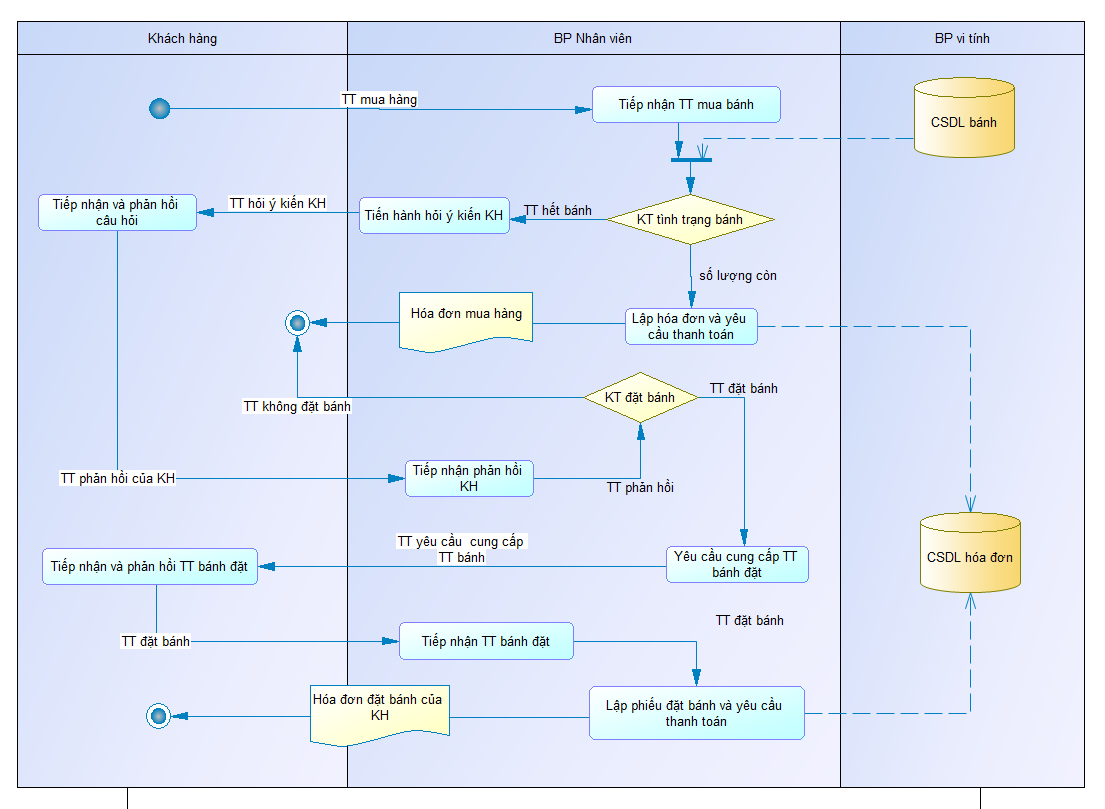 Khách hàng
BP Nhân viên
BP vi tính
TT mua hàng
Tiếp nhận TT mua bánh
CSDL bánh
Tiếp nhận và phản hồi
câu hỏi
TT hỏi ý kiến KH
Tiến hành hỏi ý kiến KH
TT hết bánh
KT tình trạng bánh
số lượng còn
Hóa đơn mua hàng
Lập hóa đơn và yêu
cầu thanh toán
KT đặt bánh
TT đặt bánh
TT không đặt bánh
TT phản hồi của KH
Tiếp nhận phản hồi
KH
TT phản hồi
TT yêu cầu  cung cấp
TT bánh
Tiếp nhận và phản hồi TT bánh đặt
Yêu cầu cung cấp TT
bánh đặt
CSDL hóa đơn
TT đặt bánh
TT đặt bánh
Tiếp nhận TT bánh đặt
Hóa đơn đặt bánh của
KH
Lập phiếu đặt bánh và yêu cầu
thanh toán